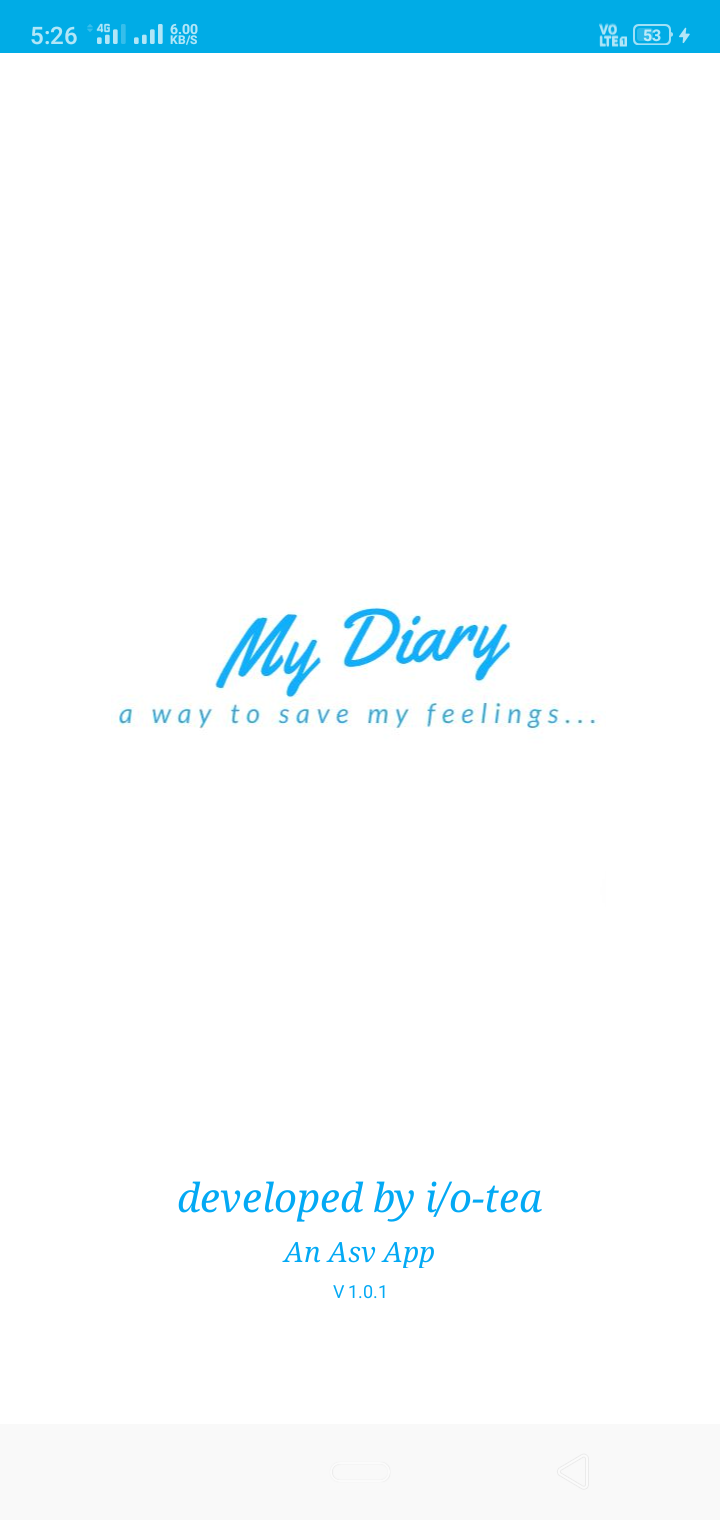 5:26 4G 6.00 KB/S VO LTE 1 53
My Diary
a way to save my feelings...
developed by i/o-tea
An Asv App
V 1.0.1